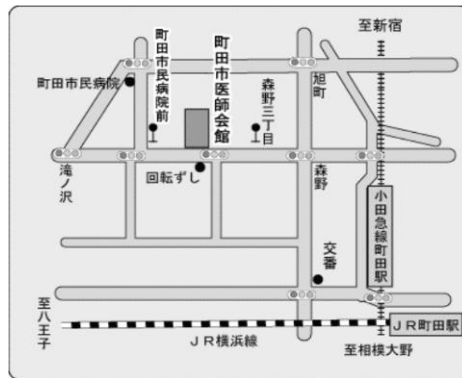 至新宿
町田市民病院
町田市民病院前
町田市医師会館
森野三丁目
旭町
滝ノ沢
回転ずし
森野
小田急線町田駅
交番
至八王子
JR横浜線
JR町田駅
至相模大野